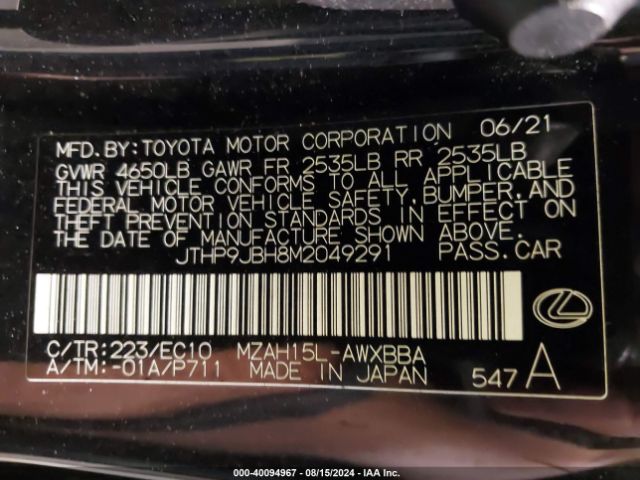 MFD. BY: TOYOTA MOTOR CORPORATION 06/21
GVWR 4650LB GAWR FR 2535LB RR 2535LB
THIS VEHICLE CONFORMS TO ALL APPLICABLE
FEDERAL MOTOR VEHICLE SAFETY, BUMPER, AND
THEFT PREVENTION STANDARDS IN EFFECT ON
THE DATE OF MANUFACTURE SHOWN ABOVE.
JTHP9JBH8M2049291 PASS. CAR
C/TR: 223/EC10 MZAH15L-AWXBBA
A/TM: -01A/P711 MADE IN JAPAN 547 A
000-40094967 - 08/15/2024 - IAA Inc.